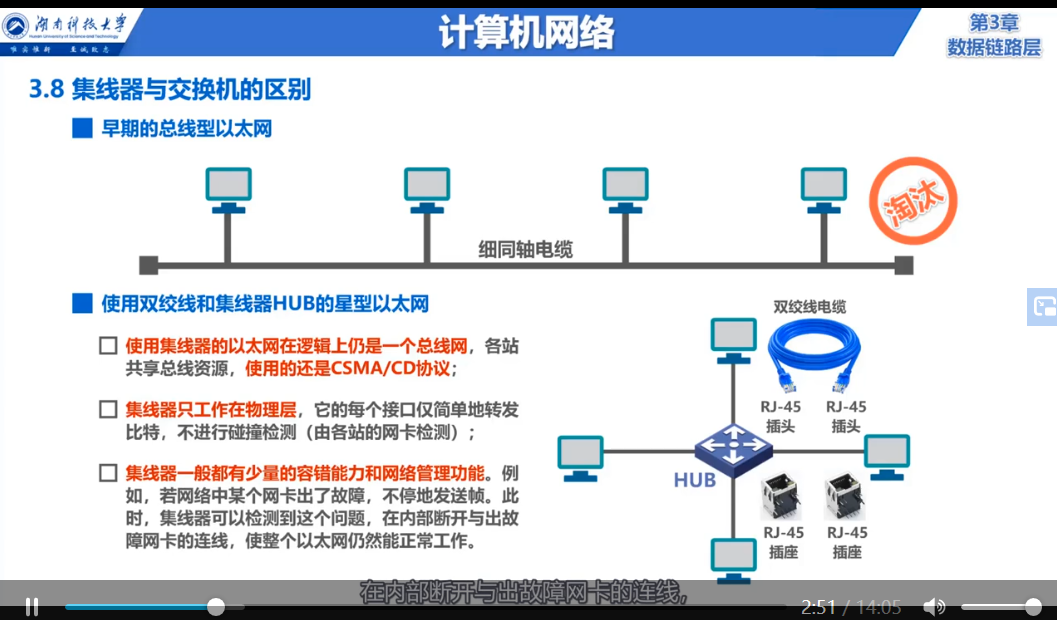 湖南科技大学
Hunan University of Science and Technology
唯实惟新 至诚致志
计算机网络
第3章
数据链路层
3.8 集线器与交换机的区别
早期的总线型以太网
淘汰
细同轴电缆
使用双绞线和集线器HUB的星型以太网
使用集线器的以太网在逻辑上仍是一个总线网，各站
共享总线资源，使用的还是CSMA/CD协议；
集线器只工作在物理层，它的每个接口仅简单地转发
比特，不进行碰撞检测（由各站的网卡检测）；
集线器一般都有少量的容错能力和网络管理功能。例
如，若网络中某个网卡出了故障，不停地发送帧。此
时，集线器可以检测到这个问题，在内部断开与出故
障网卡的连线，使整个以太网仍然能正常工作。
双绞线电缆
RJ-45
插头
RJ-45
插头
HUB
RJ-45
插座
RJ-45
插座
在内部断开与出故障网卡的连线，
2:51 / 14:05